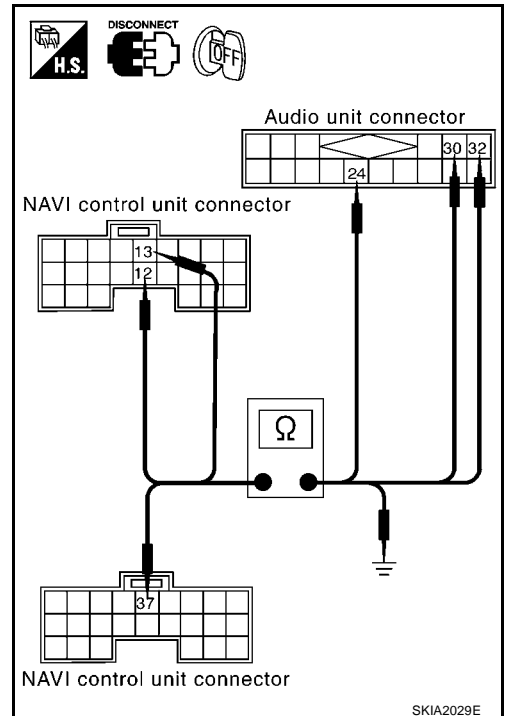 DISCONNECT
H.S.
OFF
Audio unit connector
30 32
24
NAVI control unit connector
13
12
Ω
37
NAVI control unit connector
SKIA2029E